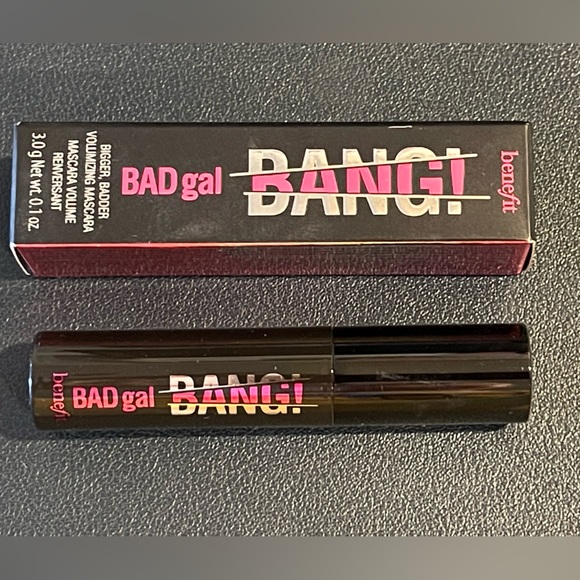 BAD gal BANG!
benefit
BIGGER, BADDER
VOLUMIZING MASCARA
MASCARA VOLUME
RENVERSANT
3.0 g Net wt. 0.1 oz.
benefit
BAD gal BANG!